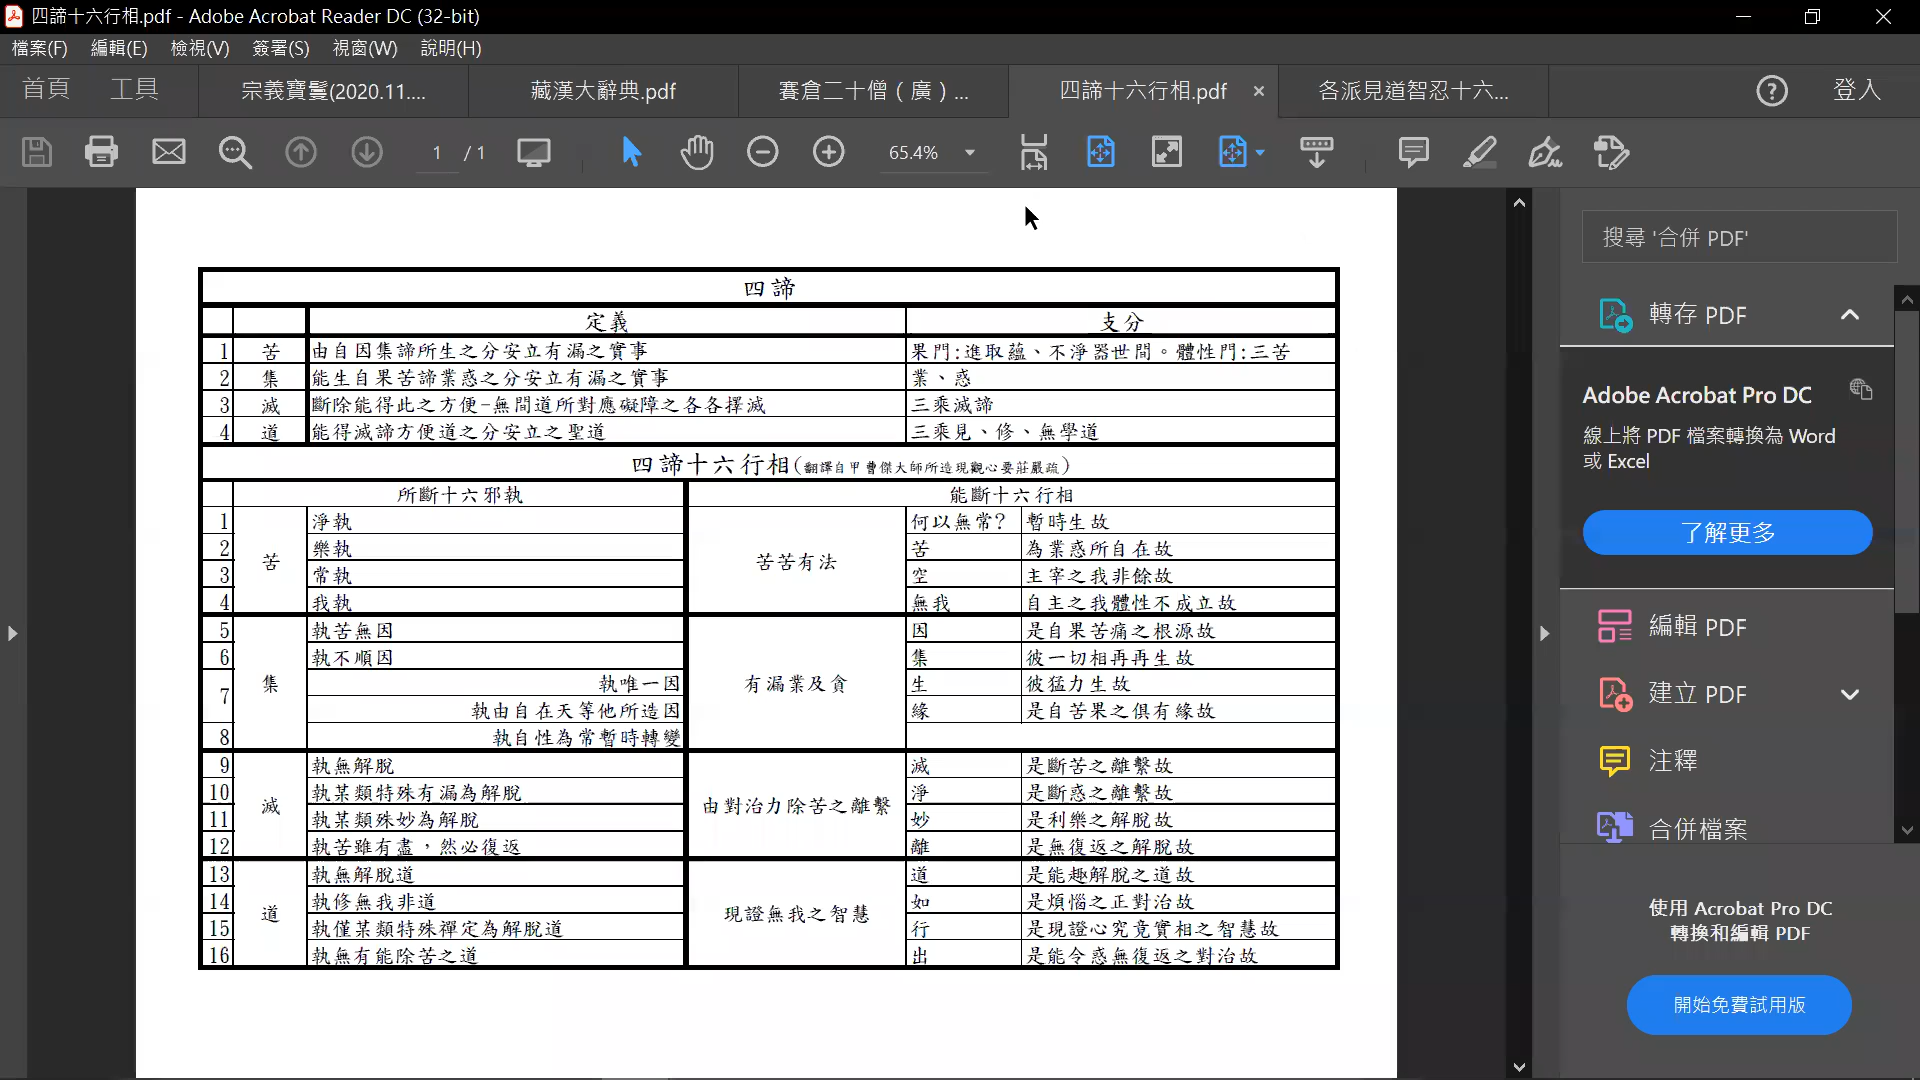 四諦十六行相.pdf - Adobe Acrobat Reader DC (32-bit)
檔案(F) 編輯(E) 檢視(V) 簽署(S) 視窗(W) 說明(H)
首頁 工具 宗義寶鬘(2020.11.... 藏漢大辭典.pdf 賽倉二十僧（廣）... 四諦十六行相.pdf × 各派見道智忍十六... 登入
1 / 1 65.4%
四諦
定義 支分
1 苦 由自因集諦所生之分安立有漏之實事 果門:進取蘊、不淨器世間。體性門:三苦
2 集 能生自果苦諦業惑之分安立有漏之實事 業、惑
3 滅 斷除能得此之方便-無間道所對應礙障之各各擇滅 三乘滅諦
4 道 能得滅諦方便道之分安立之聖道 三乘見、修、無學道
四諦十六行相(翻譯自甲曹傑大師所造現觀心要莊嚴疏)
所斷十六邪執 能斷十六行相
苦 苦苦有法
1 淨執 何以無常? 暫時生故
2 樂執 苦 為業惑所自在故
3 常執 空 主宰之我非餘故
4 我執 無我 自主之我體性不成立故
集 有漏業及貪
5 執苦無因 因 是自果苦痛之根源故
6 執不順因 集 彼一切相再再生故
7 執唯一因 生 彼猛力生故
執由自在天等他所造因 緣 是自苦果之俱有緣故
8 執自性為常暫時轉變
滅 由對治力除苦之離繫
9 執無解脫 滅 是斷苦之離繫故
10 執某類特殊有漏為解脫 淨 是斷惑之離繫故
11 執某類殊妙為解脫 妙 是利樂之解脫故
12 執苦雖有盡，然必復返 離 是無復返之解脫故
道 現證無我之智慧
13 執無解脫道 道 是能趣解脫之道故
14 執修無我非道 如 是煩惱之正對治故
15 執僅某類特殊禪定為解脫道 行 是現證心究竟實相之智慧故
16 執無有能除苦之道 出 是能令惑無復返之對治故
搜尋 '合併 PDF'
轉存 PDF
Adobe Acrobat Pro DC
線上將 PDF 檔案轉換為 Word
或 Excel
了解更多
編輯 PDF
建立 PDF
注釋
合併檔案
使用 Acrobat Pro DC
轉換和編輯 PDF
開始免費試用版